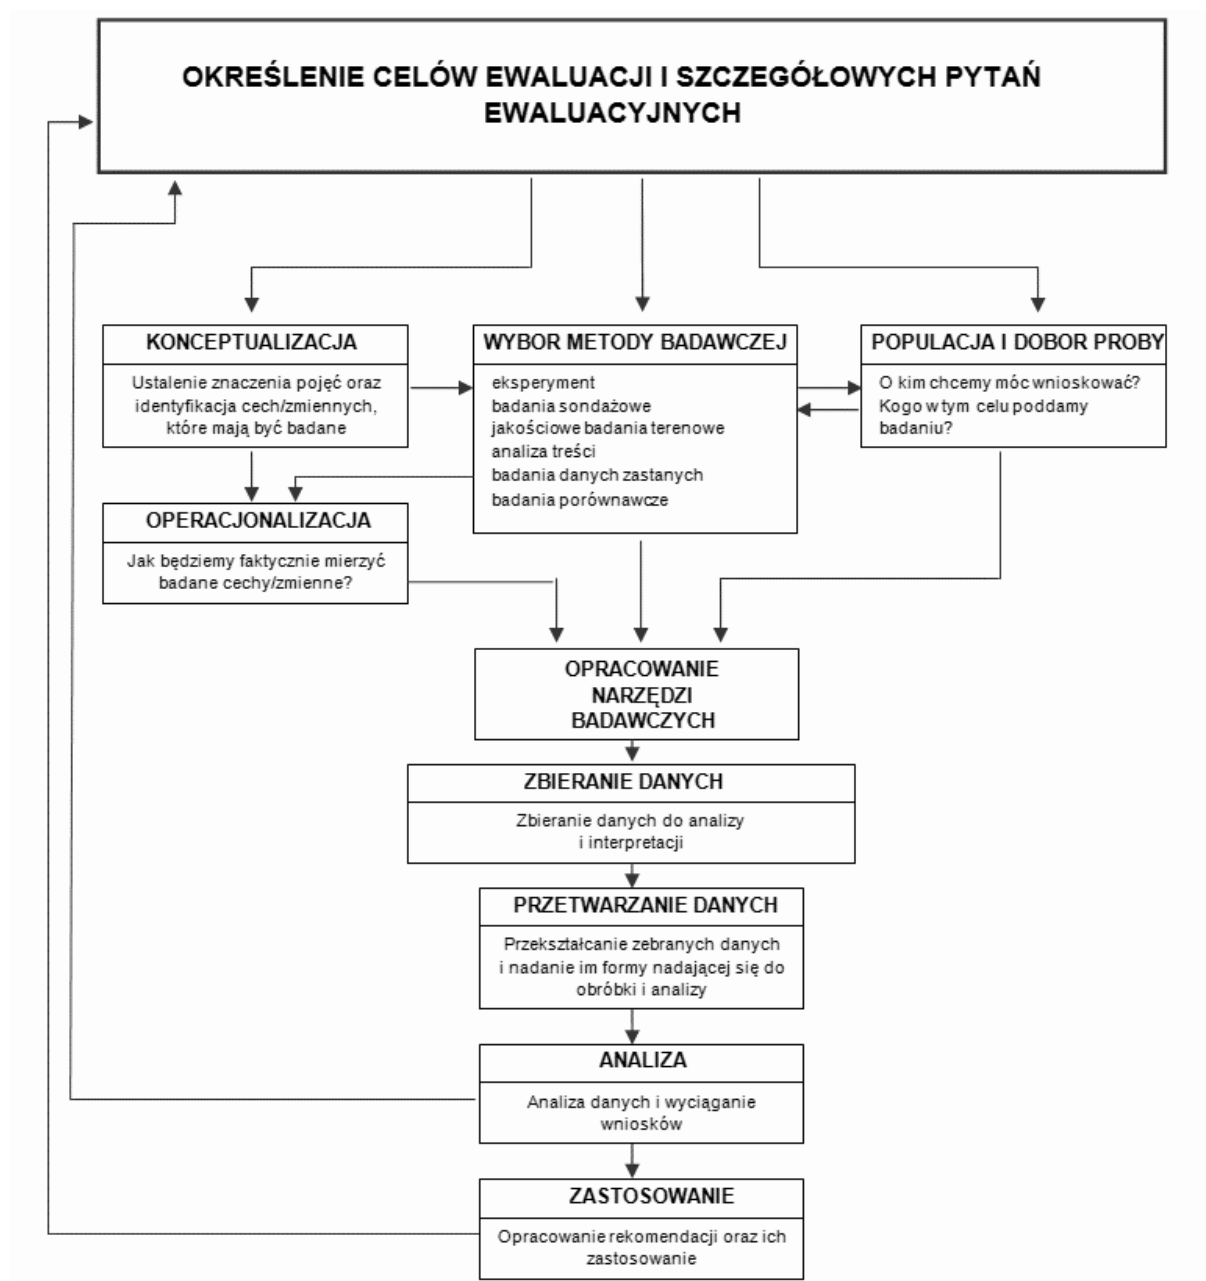 OKREŚLENIE CELÓW EWALUACJI I SZCZEGÓŁOWYCH PYTAŃ
EWALUACYJNYCH
KONCEPTUALIZACJA
Ustalenie znaczenia pojęć oraz
identyfikacja cech/zmiennych,
które mają być badane
WYBOR METODY BADAWCZEJ
eksperyment
badania sondażowe
jakościowe badania terenowe
analiza treści
badania danych zastanych
badania porównawcze
POPULACJA I DOBOR PROBY
O kim chcemy móc wnioskować?
Kogo w tym celu poddamy
badaniu?
OPERACJONALIZACJA
Jak będziemy faktycznie mierzyć
badane cechy/zmienne?
OPRACOWANIE
NARZĘDZI
BADAWCZYCH
ZBIERANIE DANYCH
Zbieranie danych do analizy
i interpretacji
PRZETWARZANIE DANYCH
Przekształcanie zebranych danych
i nadanie im formy nadającej się do
obróbki i analizy
ANALIZA
Analiza danych i wyciąganie
wniosków
ZASTOSOWANIE
Opracowanie rekomendacji oraz ich
zastosowanie